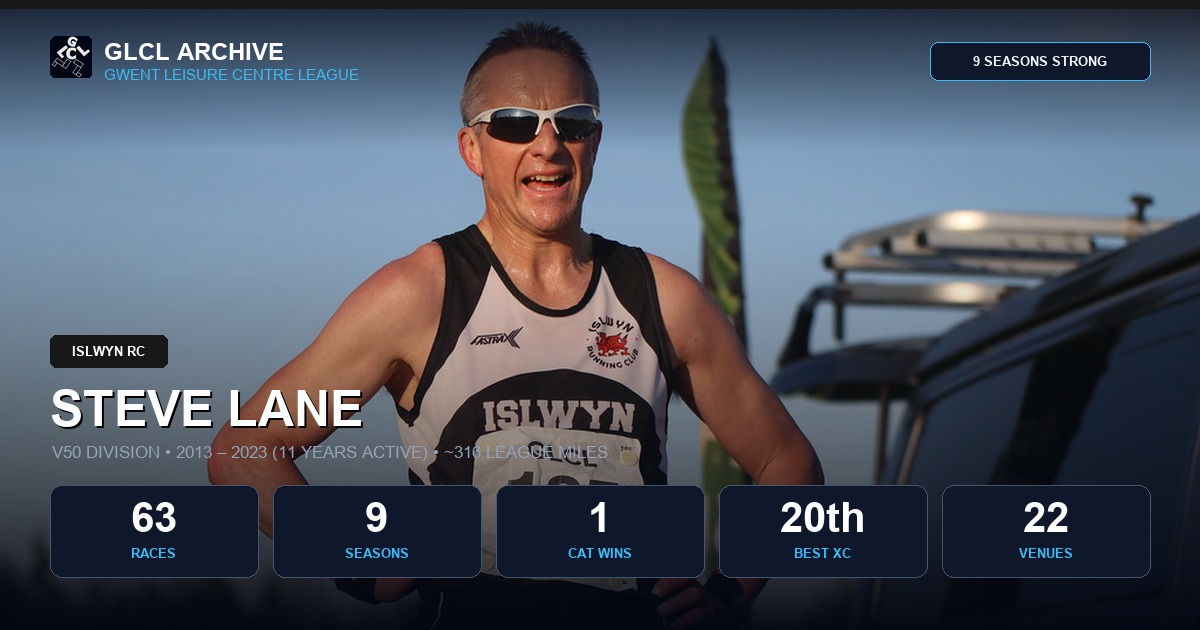 GLCL ARCHIVE
GWENT LEISURE CENTRE LEAGUE
9 SEASONS STRONG
FASTRAX
ISLWYN
RUNNING CLUB
ISLWYN
ISLWYN RC
STEVE LANE
V50 DIVISION • 2013 – 2023 (11 YEARS ACTIVE) • ~316 LEAGUE MILES
63
RACES
9
SEASONS
1
CAT WINS
20th
BEST XC
22
VENUES